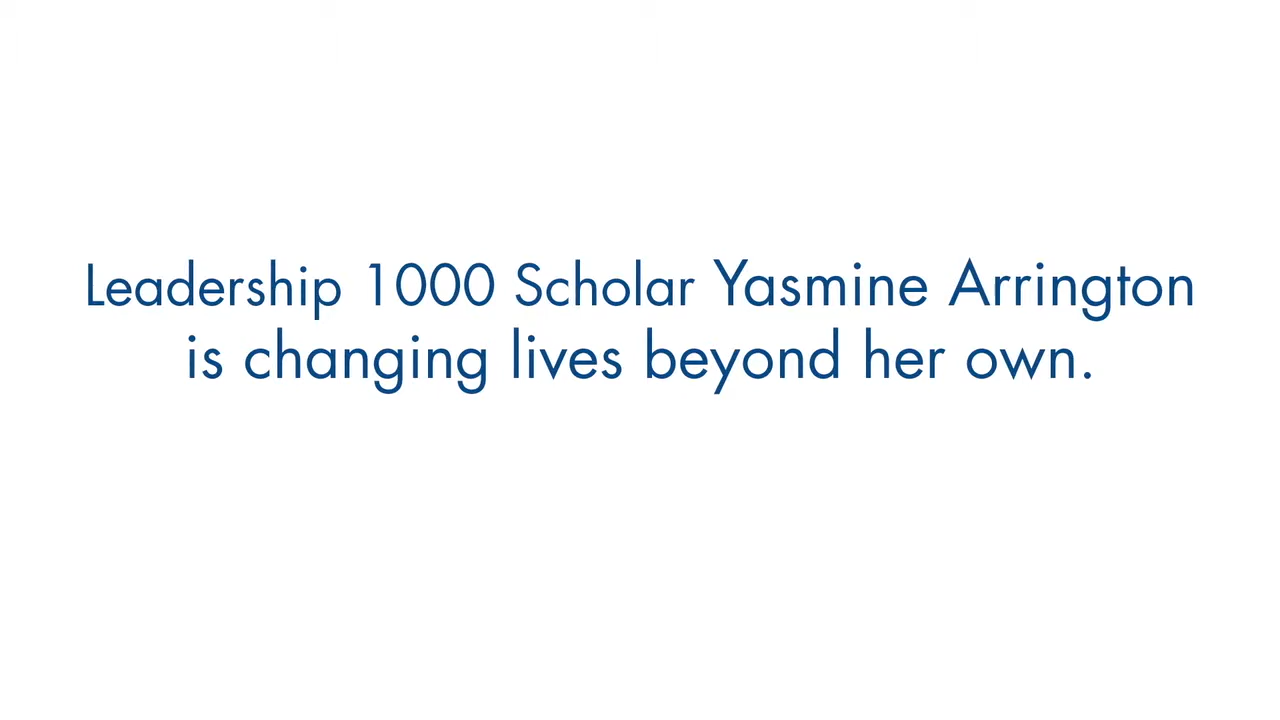 Leadership 1000 Scholar Yasmine Arrington
is changing lives beyond her own.